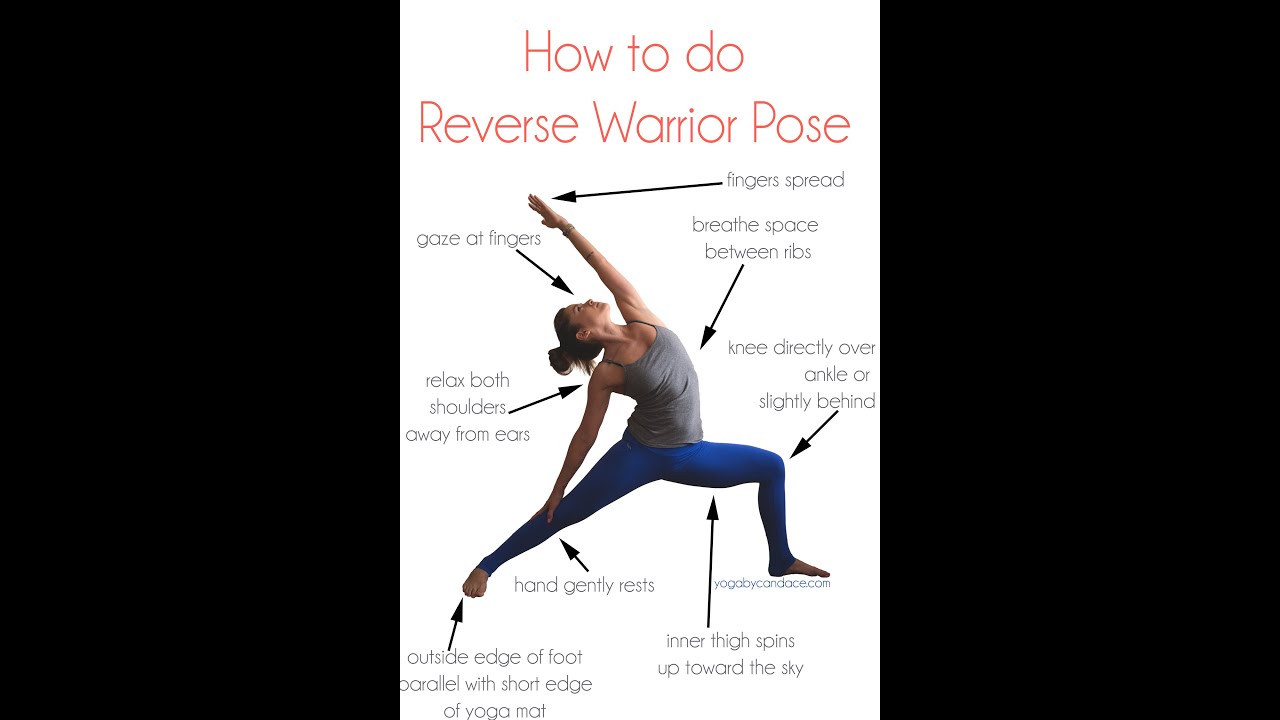 How to do
Reverse Warrior Pose
fingers spread
breathe space
between ribs
gaze at fingers
knee directly over
ankle or
slightly behind
relax both
shoulders
away from ears
hand gently rests
yogabycandace.com
inner thigh spins
up toward the sky
outside edge of foot
parallel with short edge
of yoga mat